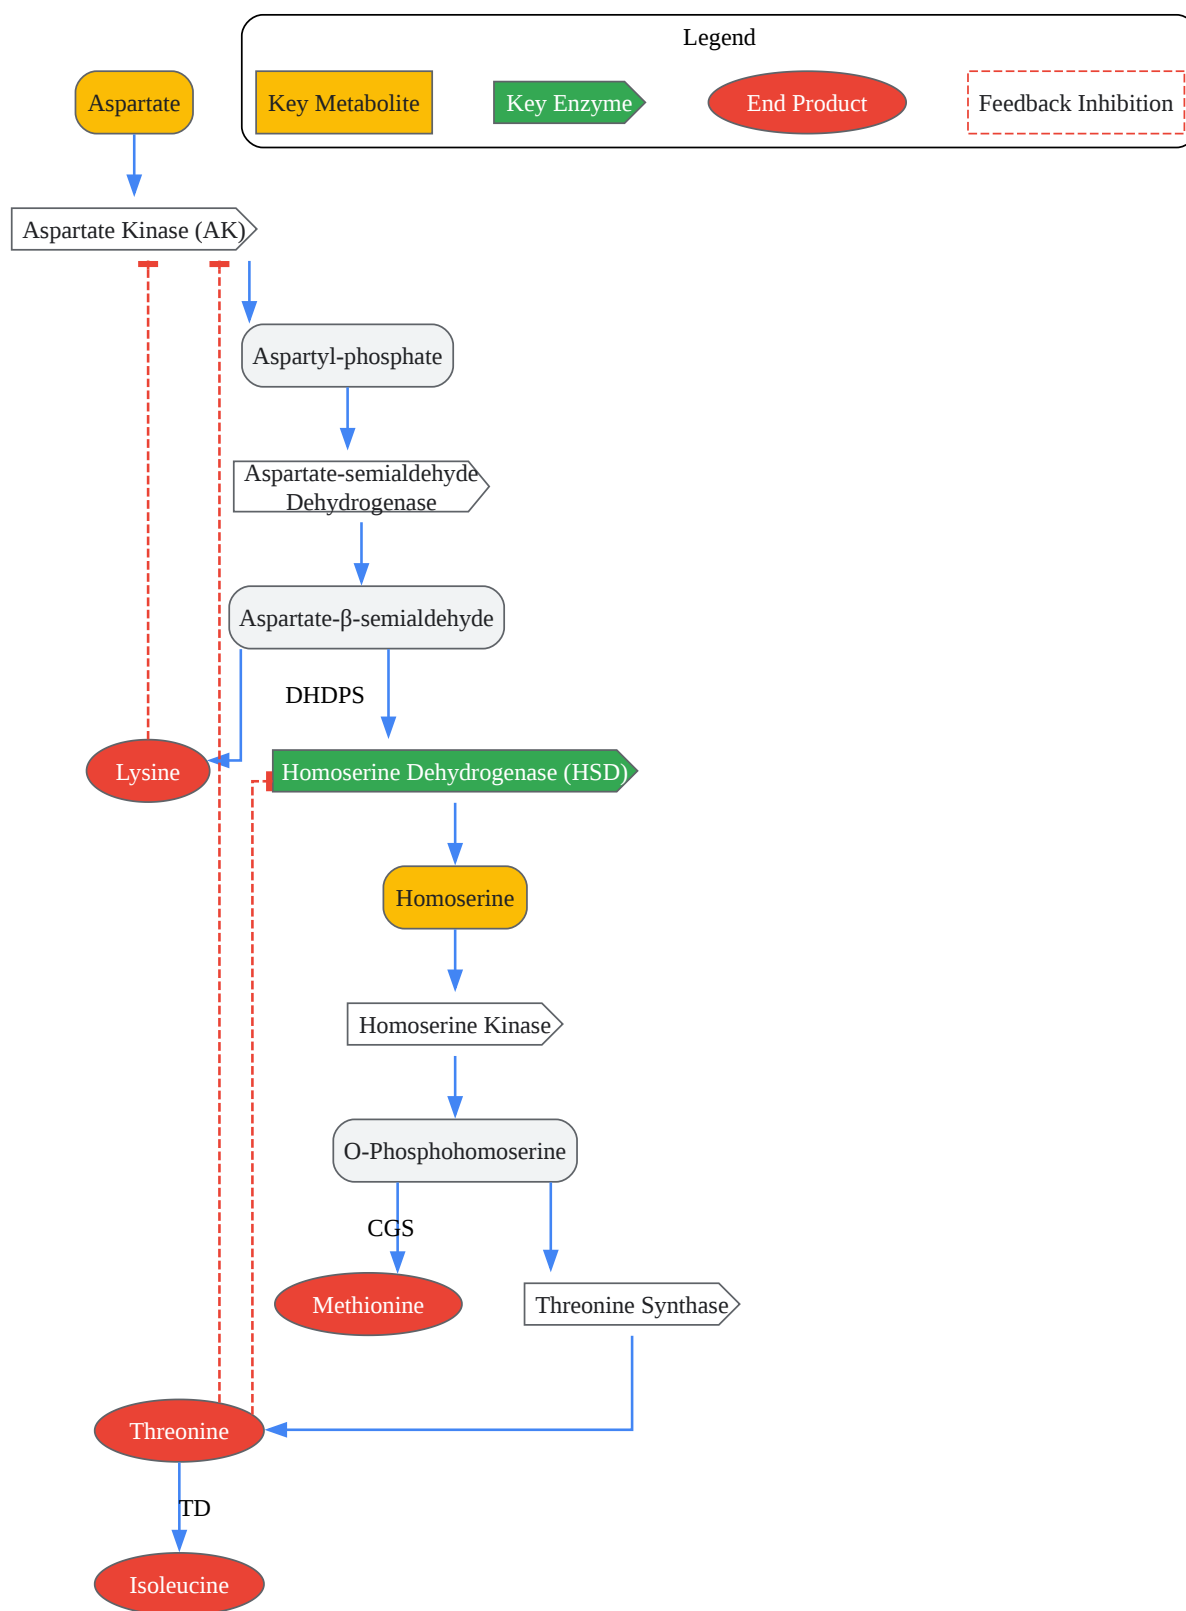 Legend
Aspartate
Key Metabolite
Key Enzyme
End Product
Feedback Inhibition
Aspartate Kinase (AK)
Aspartyl-phosphate
Aspartate-semialdehyde
Dehydrogenase
Aspartate-β-semialdehyde
DHDPS
Lysine
Homoserine Dehydrogenase (HSD)
Homoserine
Homoserine Kinase
O-Phosphohomoserine
CGS
Methionine
Threonine Synthase
Threonine
TD
Isoleucine